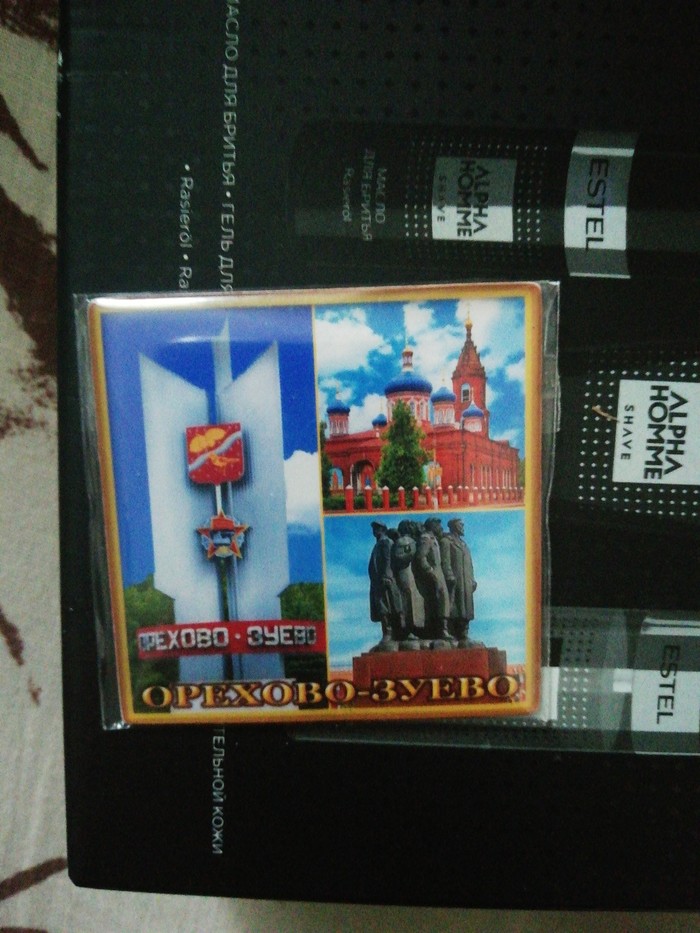 ОРЕХОВО·ЗУЕВО
ОРЕХОВО-ЗУЕВО
МАСЛО ДЛЯ БРИТЬЯ • ГЕЛЬ ДЛЯ
ТЕЛЬНОЙ КОЖИ
• Rasieröl • Ra
МАСЛО
ДЛЯ БРИТЬЯ
Rasieröl
ALPHA
HOMME
SHAVE
ESTEL
ALPHA
HOMME
SHAVE
ESTEL